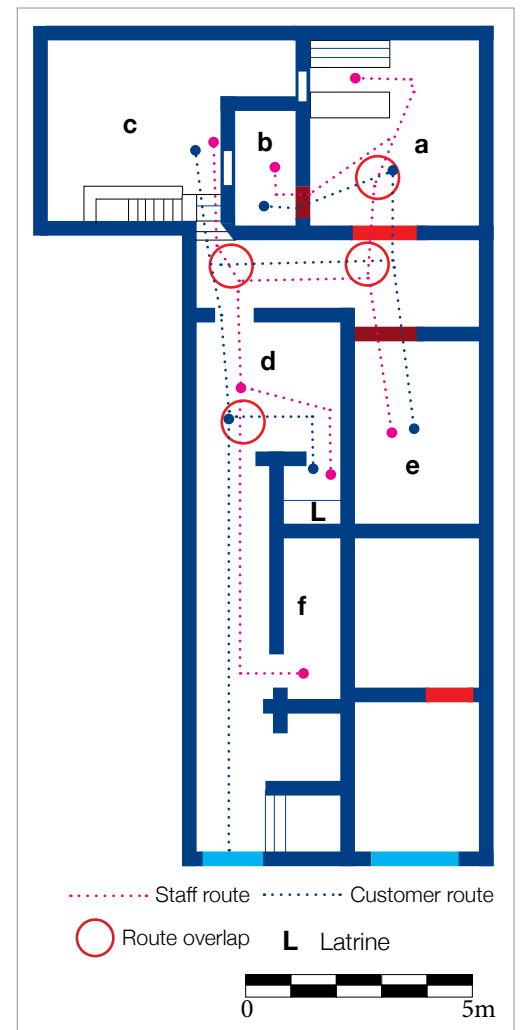 c
b
a
d
e
L
f
Staff route Customer route
Route overlap L Latrine
0 5m